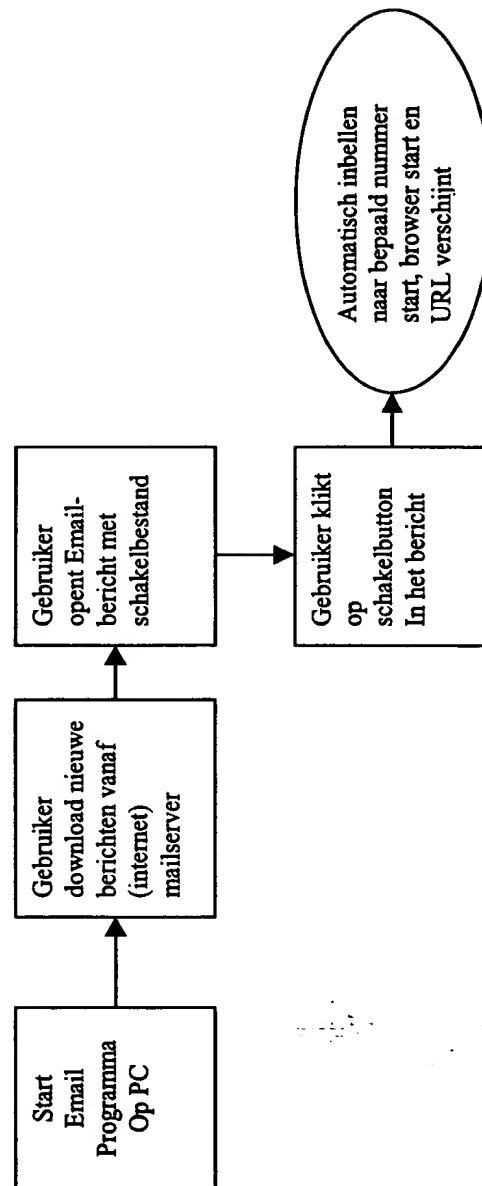 Start
Email
Programma
Op PC
Gebruiker
download nieuwe
berichten vanaf
(internet)
mailserver
Gebruiker
opent Email-
bericht met
schakelbestand
Gebruiker klikt
op
schakelbutton
In het bericht
Automatisch inbellen
naar bepaald nummer
start, browser start en
URL verschijnt